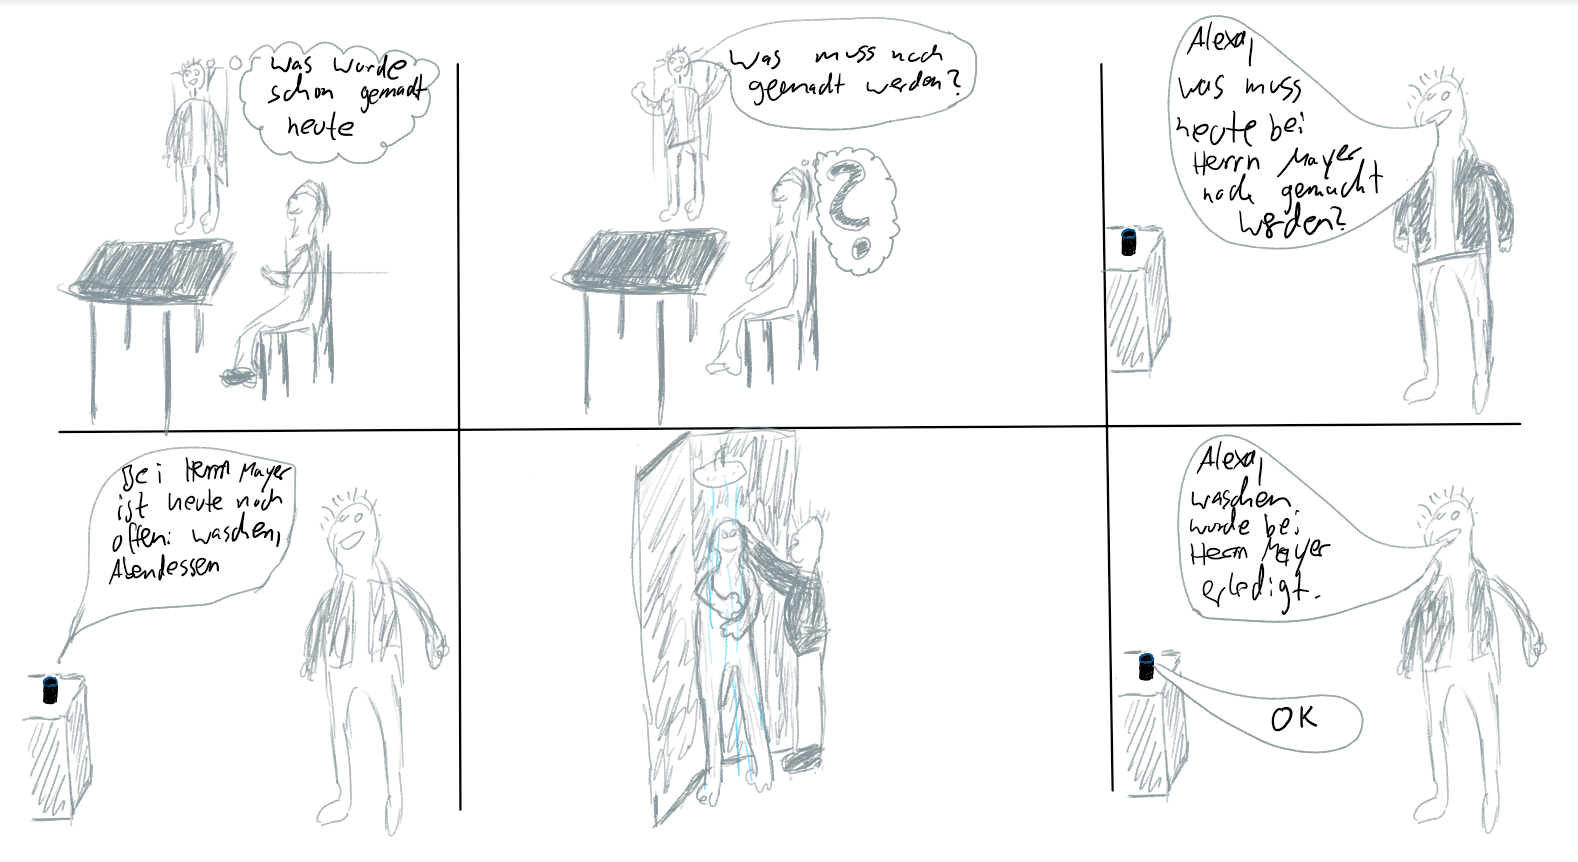 Was wurde
schon gemacht
heute
Was muss noch
gemacht werden?
?
Alexa,
was muss
heute bei
Herrn Mayer
noch gemacht
werden?
Bei Herrn Mayer
ist heute noch
offen: waschen,
Abendessen
Alexa,
waschen
wurde bei
Herrn Mayer
erledigt.
OK